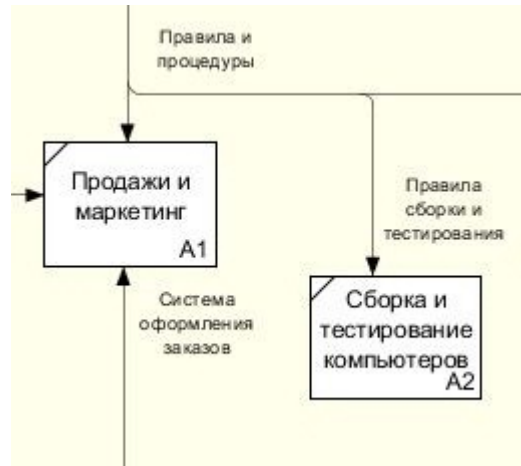 Правила и
процедуры
Продажи и
маркетинг
A1
Правила
сборки и
тестирования
Система
оформления
заказов
Сборка и
тестирование
компьютеров
A2